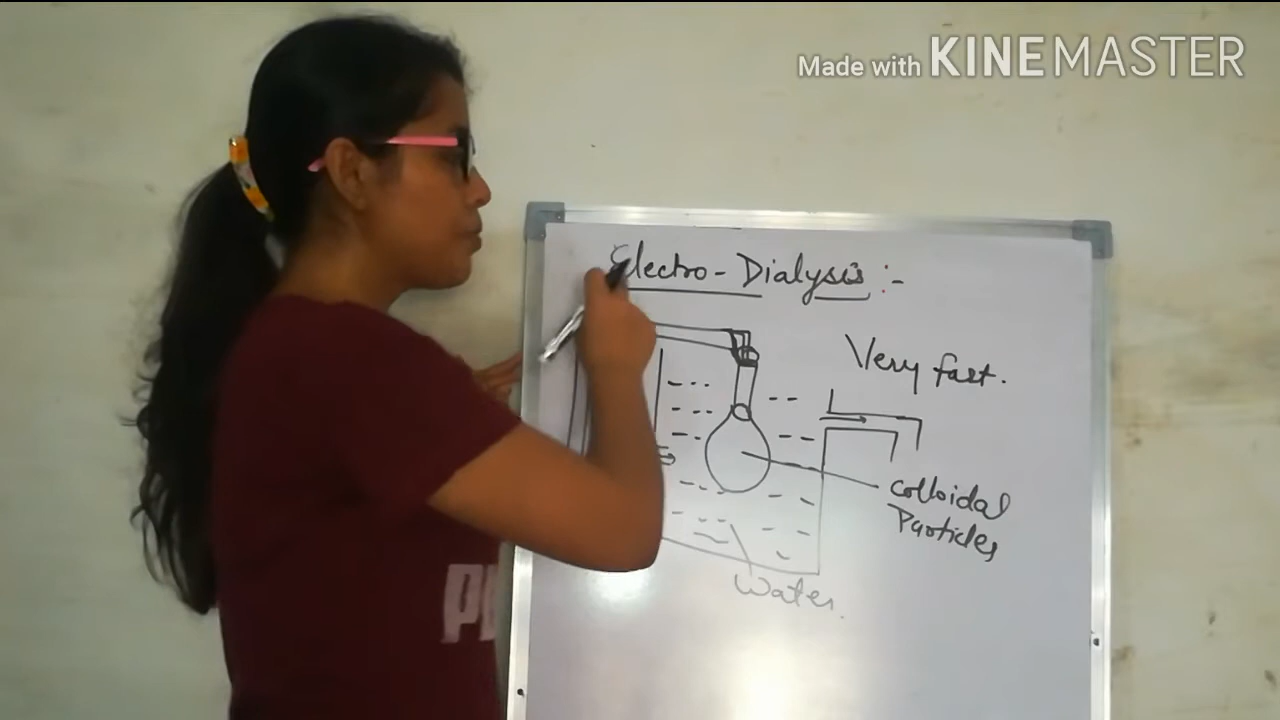 Made with KINEMASTER
Electro-Dialysis :-
Very fast.
Colloidal
Particles
Water.